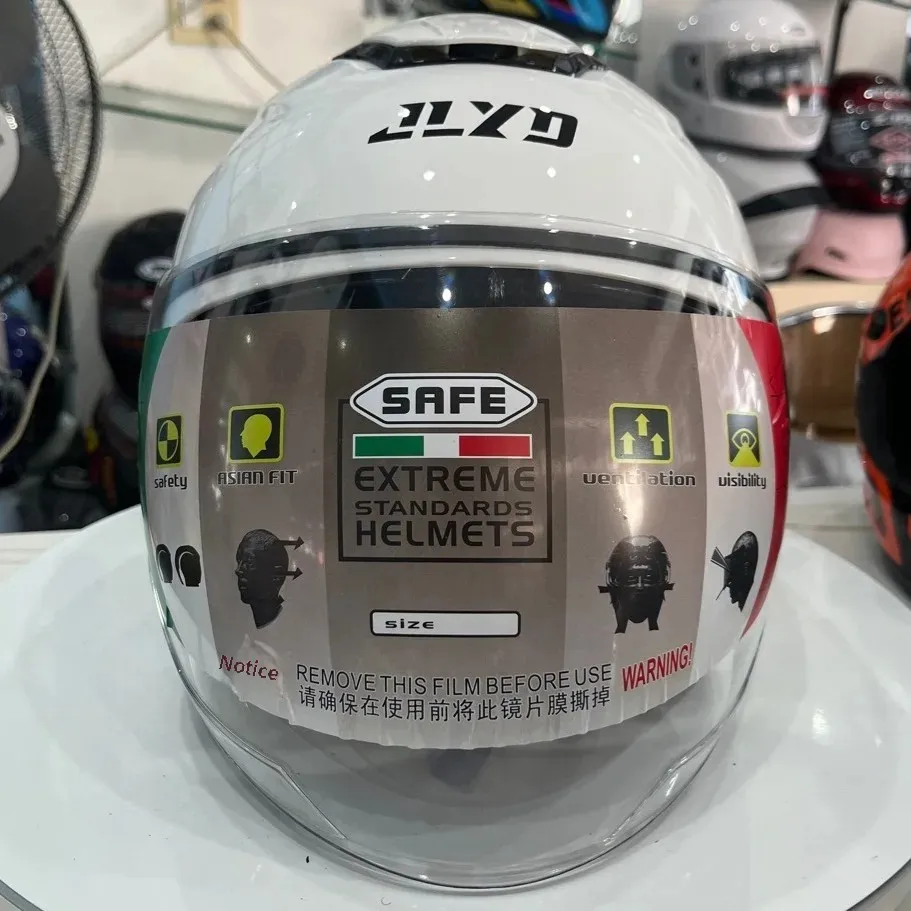 SAFE
EXTREME
STANDARDS
HELMETS
safety
ASIAN FIT
ventilation
visibility
size
Notice
REMOVE THIS FILM BEFORE USE
WARNING!
请确保在使用前将此镜片膜撕掉